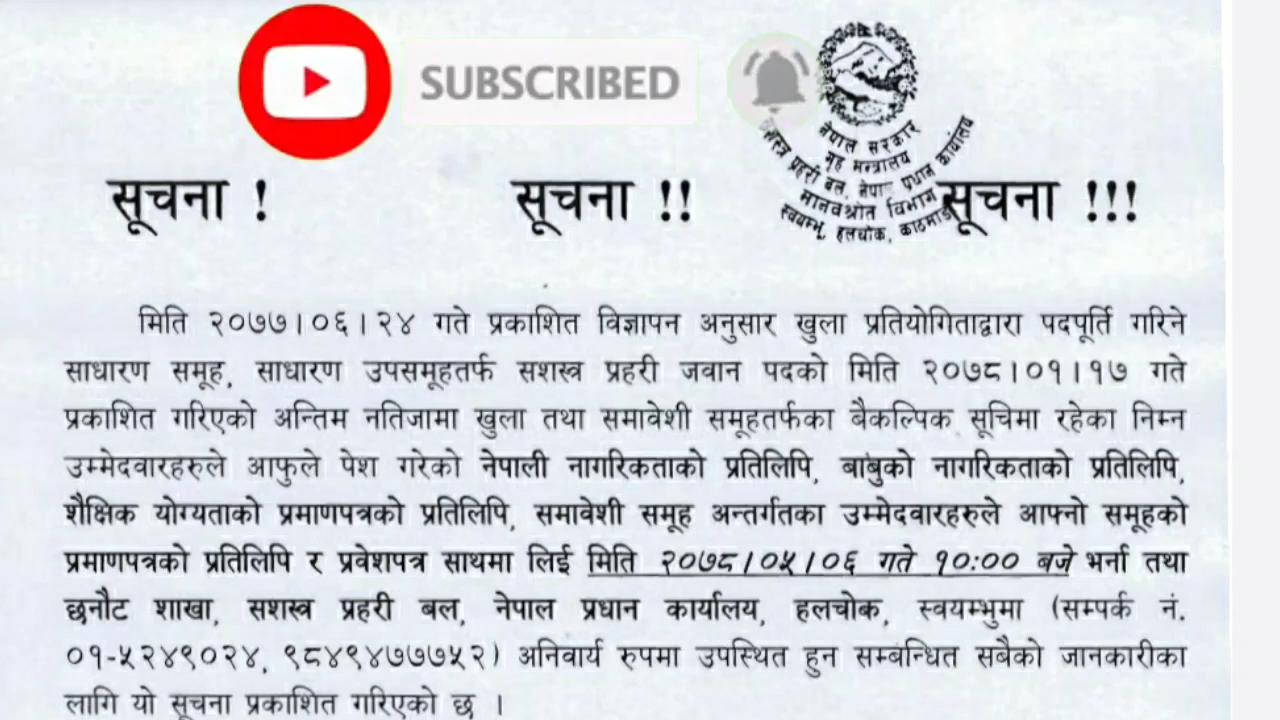 SUBSCRIBED
नेपाल सरकार
गृह मन्त्रालय
प्रहरी बल, प्रधान कार्यालय
मानवश्रोत विभाग
स्वयम्भू, हलचोक,
सूचना ! सूचना !! सूचना !!!
मिति २०७७।०६।२४ गते प्रकाशित विज्ञापन अनुसार खुला प्रतियोगिताद्वारा पदपूर्ति गरिने
साधारण समूह, साधारण उपसमूहतर्फ सशस्त्र प्रहरी जवान पदको मिति २०७८।०१।१७ गते
प्रकाशित गरिएको अन्तिम नतिजामा खुला तथा समावेशी समूहतर्फका बैकल्पिक सूचिमा रहेका निम्न
उम्मेदवारहरुले आफुले पेश गरेको नेपाली नागरिकताको प्रतिलिपि, बाबुको नागरिकताको प्रतिलिपि,
शैक्षिक योग्यताको प्रमाणपत्रको प्रतिलिपि, समावेशी समूह अन्तर्गतका उम्मेदवारहरुले आफ्नो समूहको
प्रमाणपत्रको प्रतिलिपि र प्रवेशपत्र साथमा लिई मिति २०७८।०५।०६ गते १०:०० बजे भर्ना तथा
छनौट शाखा, सशस्त्र प्रहरी बल, नेपाल प्रधान कार्यालय, हलचोक, स्वयम्भुमा (सम्पर्क नं.
०१-५२४९०२४, ९८४९४७७७५२) अनिवार्य रुपमा उपस्थित हुन सम्बन्धित सबैको जानकारीका
लागि यो सूचना प्रकाशित गरिएको छ ।